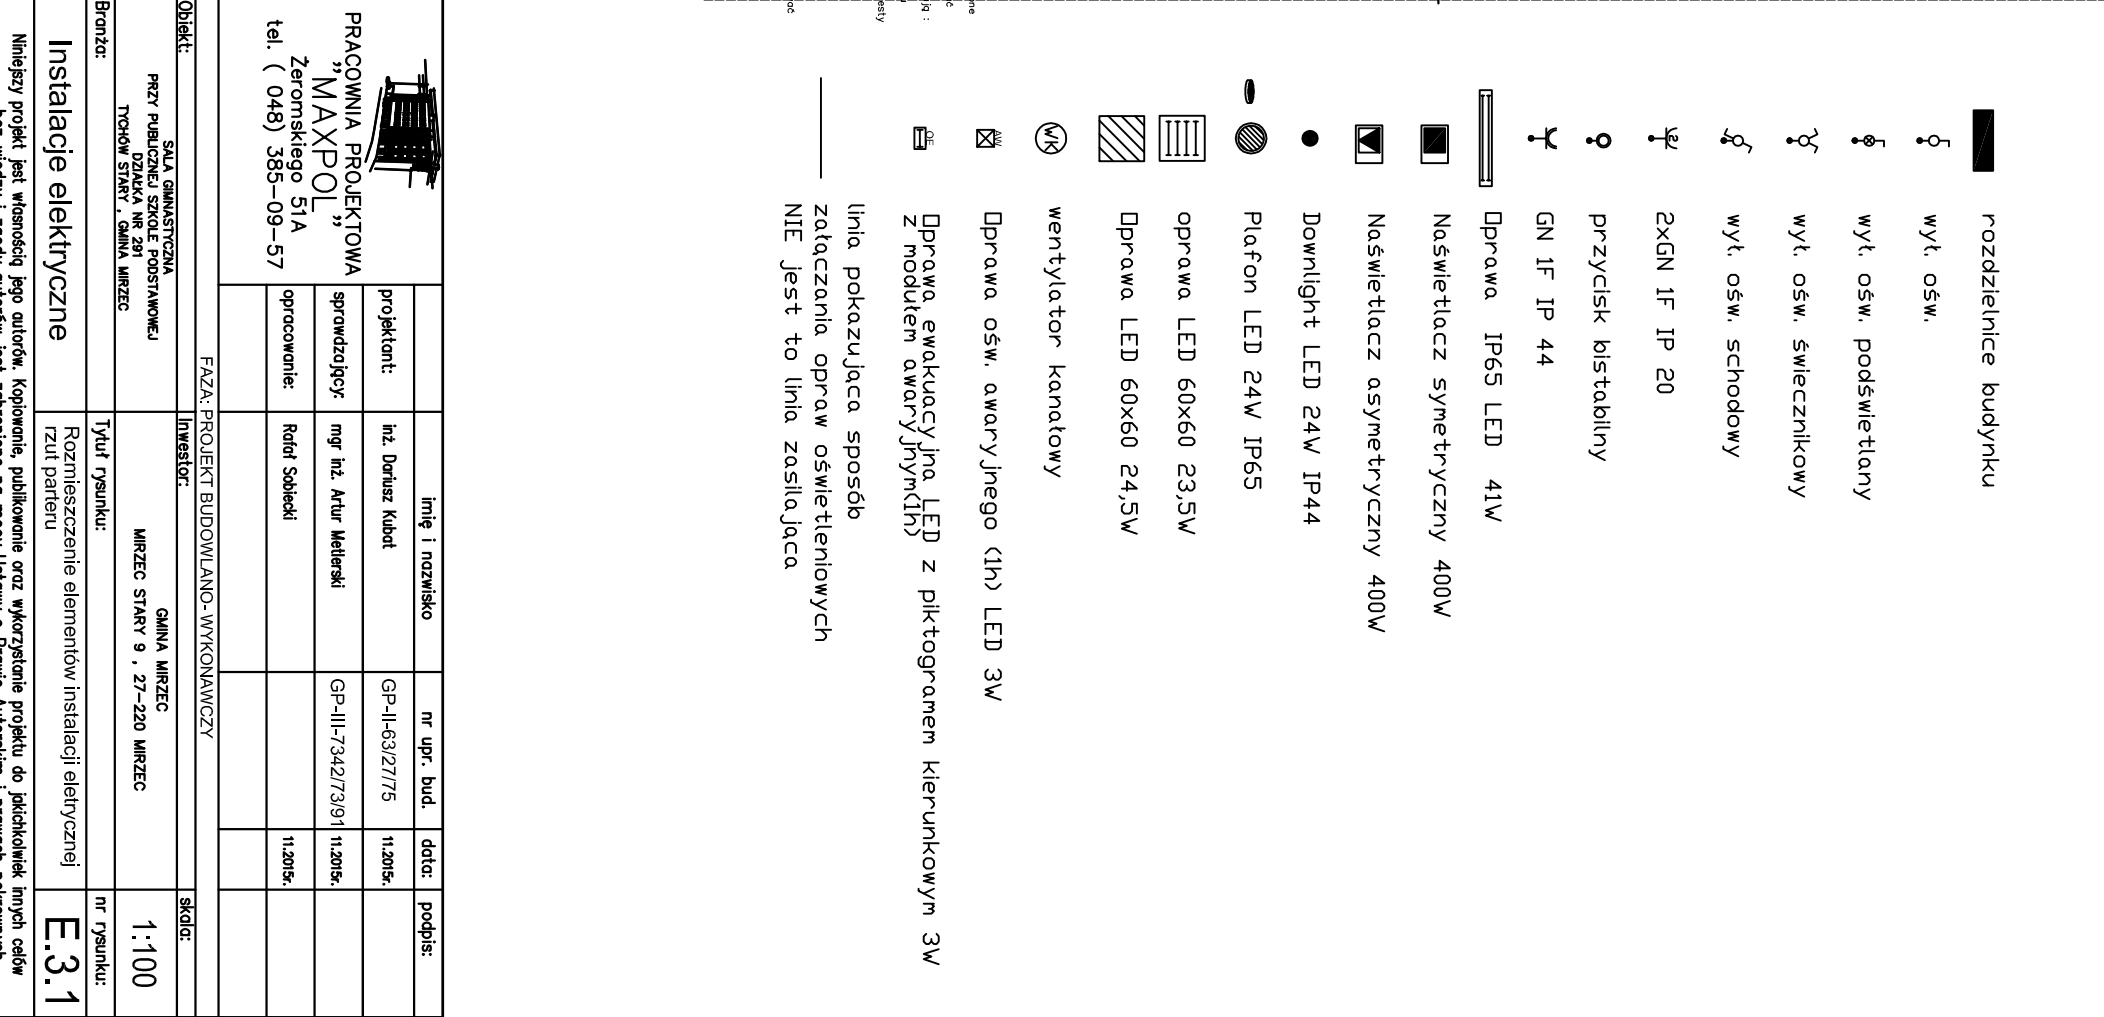 rozdzielnice budynku
wył. ośw.
wył. ośw. podświetlany
wył. ośw. świecznikowy
wył. ośw. schodowy
2xGN 1F IP 20
przycisk bistabilny
GN 1F IP 44
Oprawa IP65 LED 41W
Naświetlacz symetryczny 400W
Naświetlacz asymetryczny 400W
Downlight LED 24W IP44
Plafon LED 24W IP65
oprawa LED 60x60 23,5W
Oprawa LED 60x60 24,5W
WK
wentylator kanałowy
AW
Oprawa ośw. awaryjnego (1h) LED 3W
Oprawa ewakuacyjna LED z piktogramem kierunkowym 3W
z modułem awaryjnym(1h)
linia pokazująca sposób
załączania opraw oświetleniowych
NIE jest to linia zasilająca
PRACOWNIA PROJEKTOWA
,,MAXPOL"
Żeromskiego 51A
tel. ( 048) 385-09-57
imię i nazwisko
nr upr. bud.
data:
podpis:
projektant:
inż. Dariusz Kubat
GP-II-63/27/75
11.2015r.
sprawdzający:
mgr inż. Artur Metlerski
GP-III-7342/73/91
11.2015r.
opracowanie:
Rafał Sobiecki
11.2015r.
FAZA: PROJEKT BUDOWLANO- WYKONAWCZY
Obiekt:
SALA GIMNASTYCZNA
PRZY PUBLICZNEJ SZKOLE PODSTAWOWEJ
DZIAŁKA NR 291
TYCHÓW STARY , GMINA MIRZEC
Inwestor:
GMINA MIRZEC
MIRZEC STARY 9 , 27-220 MIRZEC
skala:
1:100
Branża:
Instalacje elektryczne
Tytuł rysunku:
Rozmieszczenie elementów instalacji eletrycznej
rzut parteru
nr rysunku:
E.3.1
Niniejszy projekt jest własnością jego autorów. Kopiowanie, publikowanie oraz wykorzystanie projektu do jakichkolwiek innych celów